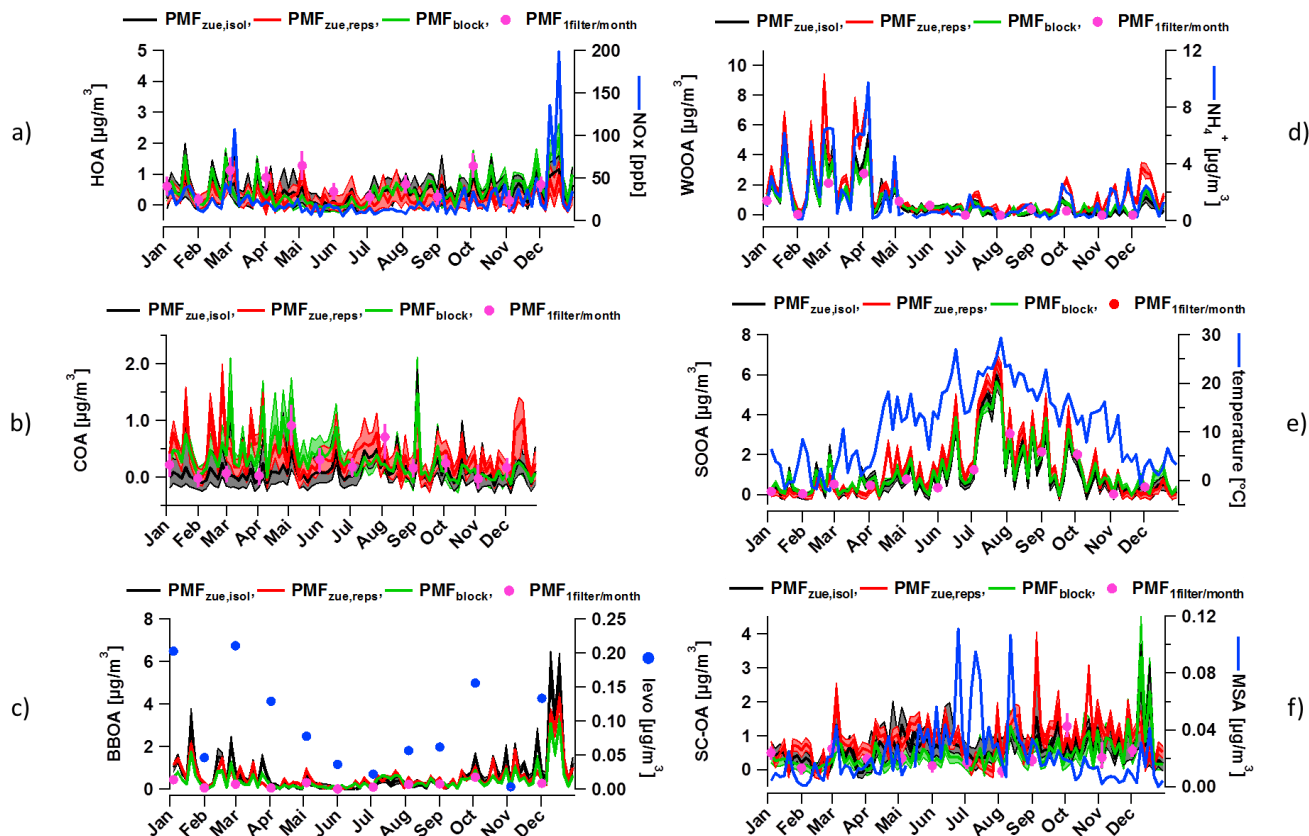 PMFzue,isol, PMFzue,reps, PMFblock, PMF1filter/month
a)
HOA [µg/m³]
5
4
3
2
1
0
200
150
100
50
0
NOx [ppb]
Jan Feb Mar Apr Mai Jun Jul Aug Sep Oct Nov Dec
PMFzue,isol, PMFzue,reps, PMFblock, PMF1filter/month
WOOA [µg/m³]
10
8
6
4
2
0
12
8
4
0
NH₄⁺ [µg/m³]
d)
Jan Feb Mar Apr Mai Jun Jul Aug Sep Oct Nov Dec
PMFzue,isol, PMFzue,reps, PMFblock, PMF1filter/month
b)
COA [µg/m³]
2.0
1.0
0.0
Jan Feb Mar Apr Mai Jun Jul Aug Sep Oct Nov Dec
PMFzue,isol, PMFzue,reps, PMFblock, PMF1filter/month
SOOA [µg/m³]
8
6
4
2
0
30
20
10
0
temperature [°C]
e)
Jan Feb Mar Apr Mai Jun Jul Aug Sep Oct Nov Dec
PMFzue,isol, PMFzue,reps, PMFblock, PMF1filter/month
c)
BBOA [µg/m³]
8
6
4
2
0
0.25
0.20
0.15
0.10
0.05
0.00
levo [µg/m³]
Jan Feb Mar Apr Mai Jun Jul Aug Sep Oct Nov Dec
PMFzue,isol, PMFzue,reps, PMFblock, PMF1filter/month
SC-OA [µg/m³]
4
3
2
1
0
0.12
0.08
0.04
0.00
MSA [µg/m³]
f)
Jan Feb Mar Apr Mai Jun Jul Aug Sep Oct Nov Dec